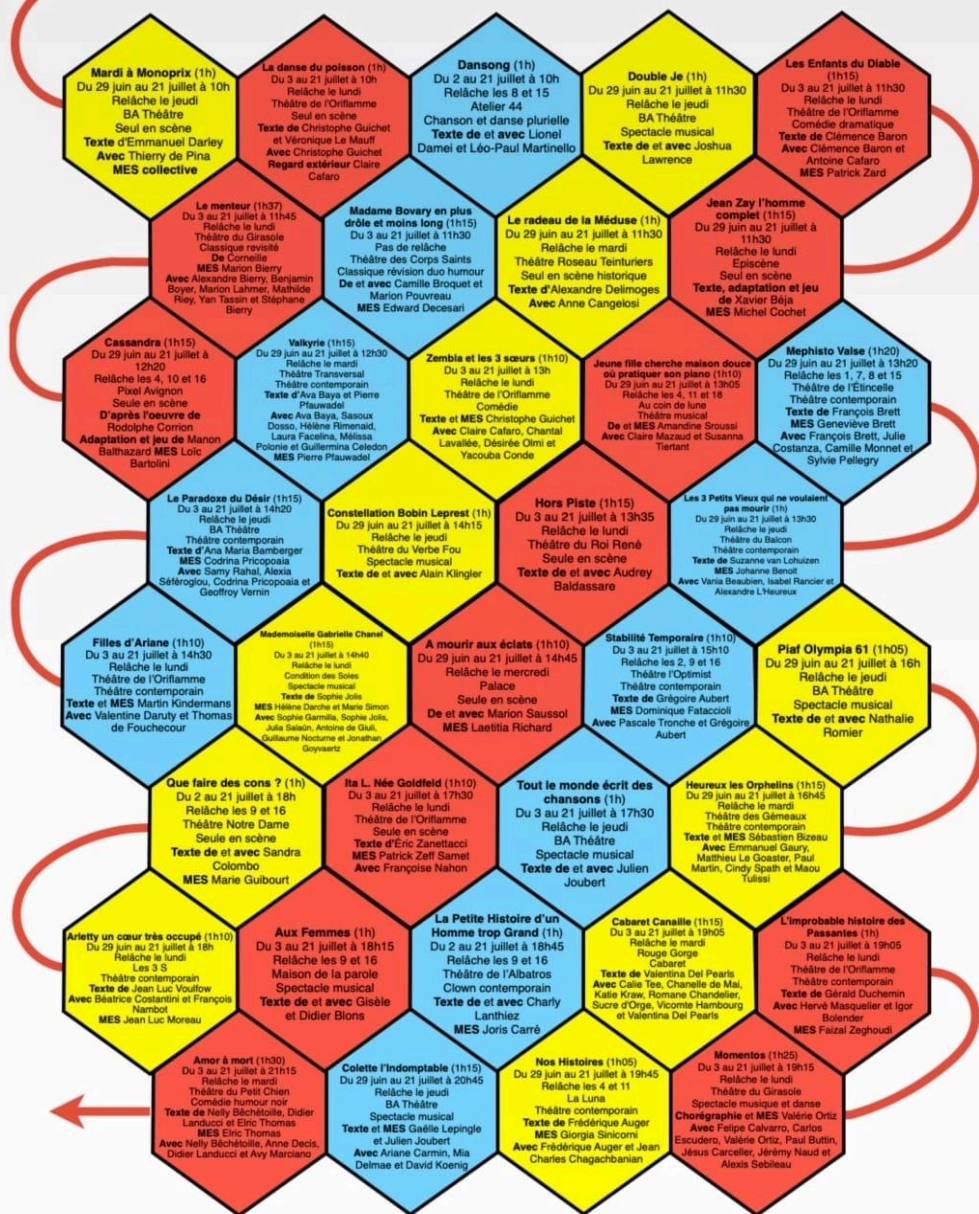 Mardi à Monoprix (1h)
Du 29 juin au 21 juillet à 10h
Relâche le jeudi
BA Théâtre
Seul en scène
Texte d'Emmanuel Darley
Avec Thierry de Pina
MES collective
La danse du poisson (1h)
Du 3 au 21 juillet à 10h
Relâche le lundi
Théâtre de l'Oriflamme
Seul en scène
Texte de Christophe Guichet
et Véronique Le Mauff
Avec Christophe Guichet
Regard extérieur Claire
Cafaro
Dansong (1h)
Du 2 au 21 juillet à 10h
Relâche les 8 et 15
Atelier 44
Chanson et danse plurielle
Texte de et avec Lionel
Damei et Léo-Paul Martinello
Double Je (1h)
Du 29 juin au 21 juillet à 11h30
Relâche le jeudi
BA Théâtre
Spectacle musical
Texte de et avec Joshua
Lawrence
Les Enfants du Diable
(1h15)
Du 3 au 21 juillet à 11h30
Relâche le lundi
Théâtre de l'Oriflamme
Comédie dramatique
Texte de Clémence Baron
Avec Clémence Baron et
Antoine Cafaro
MES Patrick Zard
Le menteur (1h37)
Du 3 au 21 juillet à 11h45
Relâche le lundi
Théâtre du Girasole
Classique revisité
De Corneille
MES Marion Bierry
Avec Alexandre Bierry, Benjamin
Boyer, Marion Lahmer, Mathilde
Riey, Yan Tassin et Stéphane
Bierry
Madame Bovary en plus
drôle et moins long (1h15)
Du 3 au 21 juillet à 11h30
Pas de relâche
Théâtre des Corps Saints
Classique révision duo humour
De et avec Camille Broquet et
Marion Pouvreau
MES Edward Decesari
Le radeau de la Méduse (1h)
Du 29 juin au 21 juillet à 11h30
Relâche le mardi
Théâtre Roseau Teinturiers
Seul en scène historique
Texte d'Alexandre Delimoges
Avec Anne Cangelosi
Jean Zay l'homme
complet (1h15)
Du 29 juin au 21 juillet à
11h30
Relâche le lundi
Episcène
Seul en scène
Texte, adaptation et jeu
de Xavier Béja
MES Michel Cochet
Cassandra (1h15)
Du 29 juin au 21 juillet à
12h20
Relâche les 4, 10 et 16
Pixel Avignon
Seule en scène
D'après l'oeuvre de
Rodolphe Corrion
Adaptation et jeu de Manon
Balthazard MES Loïc
Bartolini
Valkyrie (1h15)
Du 29 juin au 21 juillet à 12h30
Relâche le mardi
Théâtre Transversal
Théâtre contemporain
Texte d'Ava Baya et Pierre
Pfauwadel
Avec Ava Baya, Sasoux
Dosso, Hélène Rimenaid,
Laura Facelina, Mélissa
Polonie et Guillermina Celedon
MES Pierre Pfauwadel
Zembla et les 3 sœurs (1h10)
Du 3 au 21 juillet à 13h
Relâche le lundi
Théâtre de l'Oriflamme
Comédie
Texte et MES Christophe Guichet
Avec Claire Cafaro, Chantal
Lavallée, Désirée Olmi et
Yacouba Conde
Jeune fille cherche maison douce
où pratiquer son piano (1h10)
Du 29 juin au 21 juillet à 13h05
Relâche les 4, 11 et 18
Au coin de lune
Théâtre musical
De et MES Amandine Sroussi
Avec Claire Mazaud et Susanna
Tiertant
Mephisto Valse (1h20)
Du 29 juin au 21 juillet à 13h20
Relâche les 1, 7, 8 et 15
Théâtre de l'Étincelle
Théâtre contemporain
Texte de François Brett
MES Geneviève Brett
Avec François Brett, Julie
Costanza, Camille Monnet et
Sylvie Pellegry
Le Paradoxe du Désir (1h15)
Du 3 au 21 juillet à 14h20
Relâche le jeudi
BA Théâtre
Théâtre contemporain
Texte d'Ana Maria Bamberger
MES Codrina Pricopoaia
Avec Samy Rahal, Alexia
Séféroglou, Codrina Pricopoaia et
Geoffroy Vernin
Constellation Bobin Leprest (1h)
Du 29 juin au 21 juillet à 14h15
Relâche le jeudi
Théâtre du Verbe Fou
Spectacle musical
Texte de et avec Alain Klingler
Hors Piste (1h15)
Du 3 au 21 juillet à 13h35
Relâche le lundi
Théâtre du Roi René
Seule en scène
Texte de et avec Audrey
Baldassare
Les 3 Petits Vieux qui ne voulaient
pas mourir (1h)
Du 29 juin au 21 juillet à 13h30
Relâche le jeudi
Théâtre du Balcon
Théâtre contemporain
Texte de Suzanne van Lohuizen
MES Johanne Benoit
Avec Vania Beaubien, Isabel Rancier et
Alexandre L'Heureux
Filles d'Ariane (1h10)
Du 3 au 21 juillet à 14h30
Relâche le lundi
Théâtre de l'Oriflamme
Théâtre contemporain
Texte et MES Martin Kindermans
Avec Valentine Daruty et Thomas
de Fouchecour
Mademoiselle Gabrielle Chanel
(1h15)
Du 3 au 21 juillet à 14h40
Relâche le lundi
Condition des Soies
Spectacle musical
Texte de Sophie Jolis
MES Hélène Darche et Marie Simon
Avec Sophie Garmilla, Sophie Jolis,
Julia Salaün, Antoine de Giuli,
Guillaume Nocturne et Jonathan
Goyvaertz
A mourir aux éclats (1h10)
Du 29 juin au 21 juillet à 14h45
Relâche le mercredi
Palace
Seule en scène
De et avec Marion Saussol
MES Laetitia Richard
Stabilité Temporaire (1h10)
Du 3 au 21 juillet à 15h10
Relâche les 2, 9 et 16
Théâtre l'Optimist
Théâtre contemporain
Texte de Grégoire Aubert
MES Dominique Fataccioli
Avec Pascale Tronche et Grégoire
Aubert
Piaf Olympia 61 (1h05)
Du 29 juin au 21 juillet à 16h
Relâche le jeudi
BA Théâtre
Spectacle musical
Texte de et avec Nathalie
Romier
Que faire des cons ? (1h)
Du 2 au 21 juillet à 18h
Relâche les 9 et 16
Théâtre Notre Dame
Seule en scène
Texte de et avec Sandra
Colombo
MES Marie Guibourt
Ita L. Née Goldfeld (1h10)
Du 3 au 21 juillet à 17h30
Relâche le lundi
Théâtre de l'Oriflamme
Seule en scène
Texte d'Éric Zanettacci
MES Patrick Zeff Samet
Avec Françoise Nahon
Tout le monde écrit des
chansons (1h)
Du 3 au 21 juillet à 17h30
Relâche le jeudi
BA Théâtre
Spectacle musical
Texte de et avec Julien
Joubert
Heureux les Orphelins (1h15)
Du 29 juin au 21 juillet à 16h45
Relâche le mardi
Théâtre des Gémeaux
Théâtre contemporain
Texte et MES Sébastien Bizeau
Avec Emmanuel Gaury,
Matthieu Le Goaster, Paul
Martin, Cindy Spath et Maou
Tulissi
Arletty un cœur très occupé (1h10)
Du 29 juin au 21 juillet à 18h
Relâche le lundi
Les 3 S
Théâtre contemporain
Texte de Jean Luc Voulfow
Avec Béatrice Costantini et François
Nambot
MES Jean Luc Moreau
Aux Femmes (1h)
Du 3 au 21 juillet à 18h15
Relâche les 9 et 16
Maison de la parole
Spectacle musical
Texte de et avec Gisèle
et Didier Blons
La Petite Histoire d'un
Homme trop Grand (1h)
Du 2 au 21 juillet à 18h45
Relâche les 9 et 16
Théâtre de l'Albatros
Clown contemporain
Texte de et avec Charly
Lanthiez
MES Joris Carré
Cabaret Canaille (1h15)
Du 3 au 21 juillet à 19h05
Relâche le mardi
Rouge Gorge
Cabaret
Texte de Valentina Del Pearls
Avec Calie Tee, Chanelle de Mai,
Katie Kraw, Romane Chandelier,
Sucre d'Orge, Vicomte Hambourg
et Valentina Del Pearls
L'improbable histoire des
Passantes (1h)
Du 3 au 21 juillet à 19h05
Relâche le lundi
Théâtre de l'Oriflamme
Théâtre contemporain
Texte de Gérald Duchemin
Avec Hervé Masquelier et Igor
Bolender
MES Faizal Zeghoudi
Amor à mort (1h30)
Du 3 au 21 juillet à 21h15
Relâche le mardi
Théâtre du Petit Chien
Comédie humour noir
Texte de Nelly Bêchétoille, Didier
Landucci et Elric Thomas
MES Elric Thomas
Avec Nelly Bêchétoille, Anne Decis,
Didier Landucci et Avy Marciano
Colette l'Indomptable (1h15)
Du 29 juin au 21 juillet à 20h45
Relâche le jeudi
BA Théâtre
Spectacle musical
Texte et MES Gaëlle Lepingle
et Julien Joubert
Avec Ariane Carmin, Mia
Delmae et David Koenig
Nos Histoires (1h05)
Du 29 juin au 21 juillet à 19h45
Relâche les 4 et 11
La Luna
Théâtre contemporain
Texte de Frédérique Auger
MES Giorgia Sinicorni
Avec Frédérique Auger et Jean
Charles Chagachbanian
Momentos (1h25)
Du 3 au 21 juillet à 19h15
Relâche le lundi
Théâtre du Girasole
Spectacle musique et danse
Chorégraphie et MES Valérie Ortiz
Avec Felipe Calvarro, Carlos
Escudero, Valérie Ortiz, Paul Buttin,
Jésus Carceller, Jérémy Naud et
Alexis Sebileau